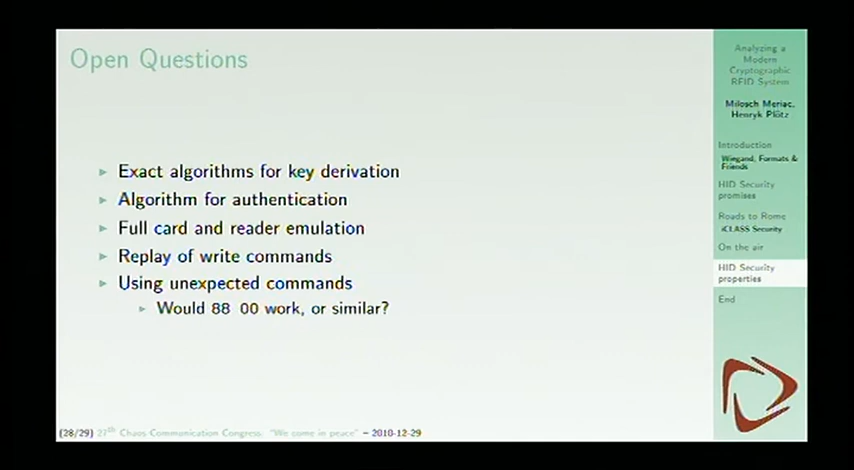 Open Questions
Exact algorithms for key derivation
Algorithm for authentication
Full card and reader emulation
Replay of write commands
Using unexpected commands
Would 88 00 work, or similar?
Analyzing a
Modern
Cryptographic
RFID System
Milosch Meriac,
Henryk Plötz
Introduction
Wiegand, Formats &
Friends
HID Security
promises
Roads to Rome
iCLASS Security
On the air
HID Security
properties
End
(28/29) 27th Chaos Communication Congress. "We come in peace" – 2010-12-29